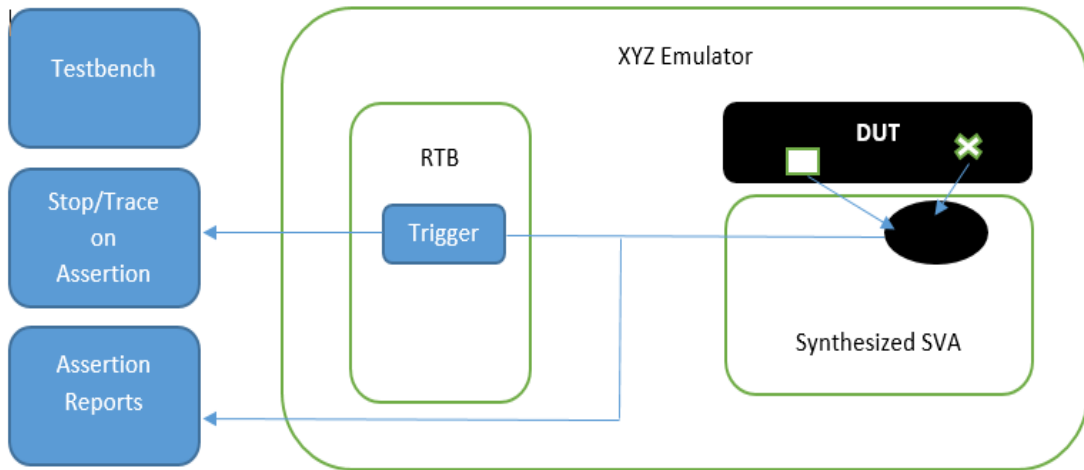 Testbench
Stop/Trace
on
Assertion
Assertion
Reports
XYZ Emulator
RTB
Trigger
DUT
Synthesized SVA